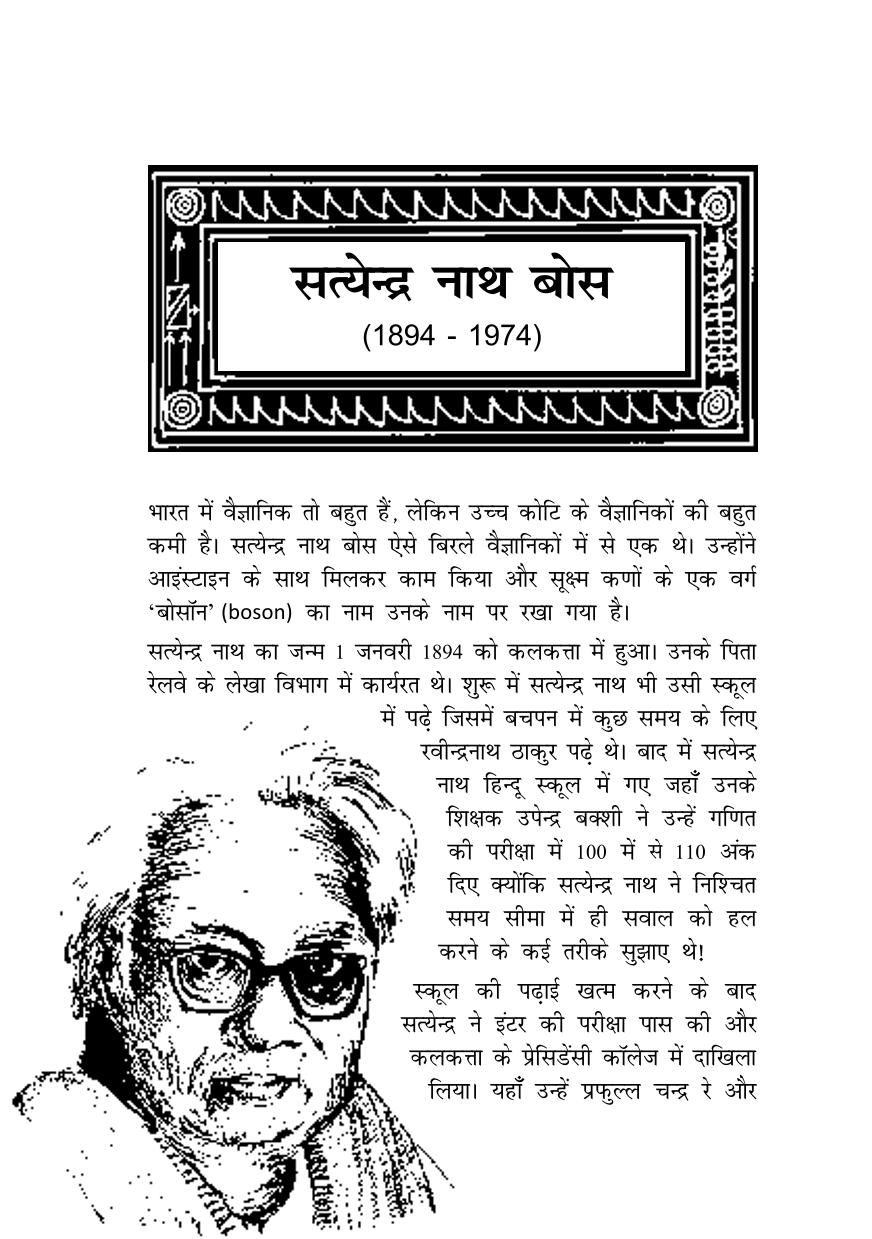 सत्येन्द्र नाथ बोस
(1894 - 1974)
भारत में वैज्ञानिक तो बहुत हैं, लेकिन उच्च कोटि के वैज्ञानिकों की बहुत
कमी है। सत्येन्द्र नाथ बोस ऐसे बिरले वैज्ञानिकों में से एक थे। उन्होंने
आइंस्टाइन के साथ मिलकर काम किया और सूक्ष्म कणों के एक वर्ग
‘बोसॉन’ (boson) का नाम उनके नाम पर रखा गया है।
सत्येन्द्र नाथ का जन्म 1 जनवरी 1894 को कलकत्ता में हुआ। उनके पिता
रेलवे के लेखा विभाग में कार्यरत थे। शुरू में सत्येन्द्र नाथ भी उसी स्कूल
में पढ़े जिसमें बचपन में कुछ समय के लिए
रवीन्द्रनाथ ठाकुर पढ़े थे। बाद में सत्येन्द्र
नाथ हिन्दू स्कूल में गए जहाँ उनके
शिक्षक उपेन्द्र बक्शी ने उन्हें गणित
की परीक्षा में 100 में से 110 अंक
दिए क्योंकि सत्येन्द्र नाथ ने निश्चित
समय सीमा में ही सवाल को हल
करने के कई तरीके सुझाए थे!
स्कूल की पढ़ाई खत्म करने के बाद
सत्येन्द्र ने इंटर की परीक्षा पास की और
कलकत्ता के प्रेसिडेंसी कॉलेज में दाखिला
लिया। यहाँ उन्हें प्रफुल्ल चन्द्र रे और